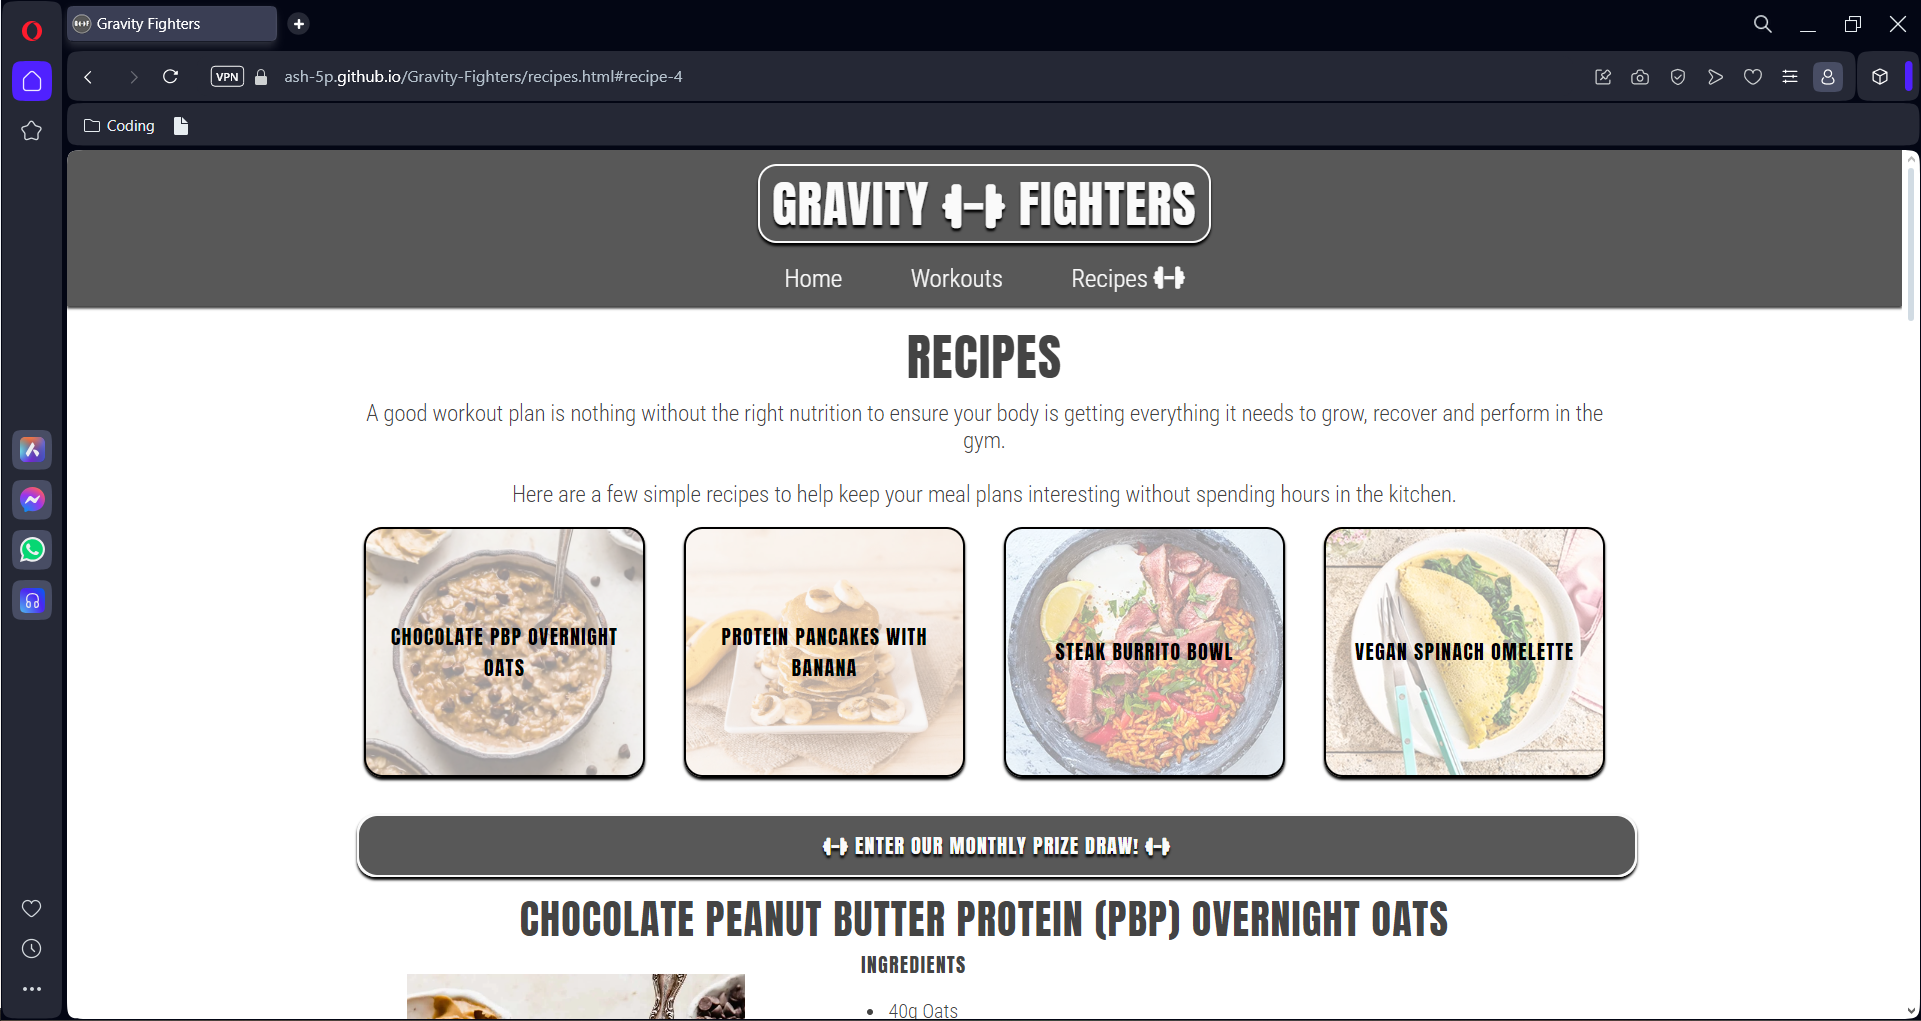 Gravity Fighters
VPN
ash-5p.github.io/Gravity-Fighters/recipes.html#recipe-4
Coding
GRAVITY FIGHTERS
Home Workouts Recipes
RECIPES
A good workout plan is nothing without the right nutrition to ensure your body is getting everything it needs to grow, recover and perform in the
gym.
Here are a few simple recipes to help keep your meal plans interesting without spending hours in the kitchen.
CHOCOLATE PBP OVERNIGHT
OATS
PROTEIN PANCAKES WITH
BANANA
STEAK BURRITO BOWL
VEGAN SPINACH OMELETTE
ENTER OUR MONTHLY PRIZE DRAW!
CHOCOLATE PEANUT BUTTER PROTEIN (PBP) OVERNIGHT OATS
INGREDIENTS
• 40g Oats